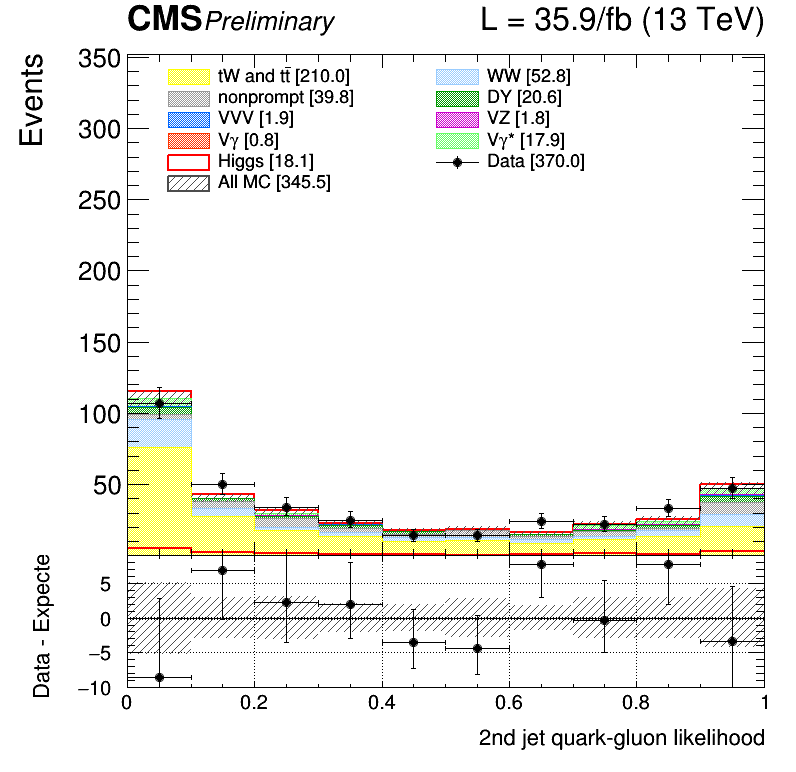 CMS Preliminary L = 35.9/fb (13 TeV)
Events
350
300
250
200
150
100
50
tW and tt̄ [210.0]
nonprompt [39.8]
VVV [1.9]
Vγ [0.8]
Higgs [18.1]
All MC [345.5]
WW [52.8]
DY [20.6]
VZ [1.8]
Vγ* [17.9]
Data [370.0]
Data - Expecte
5
0
−5
−10
0 0.2 0.4 0.6 0.8 1
2nd jet quark-gluon likelihood